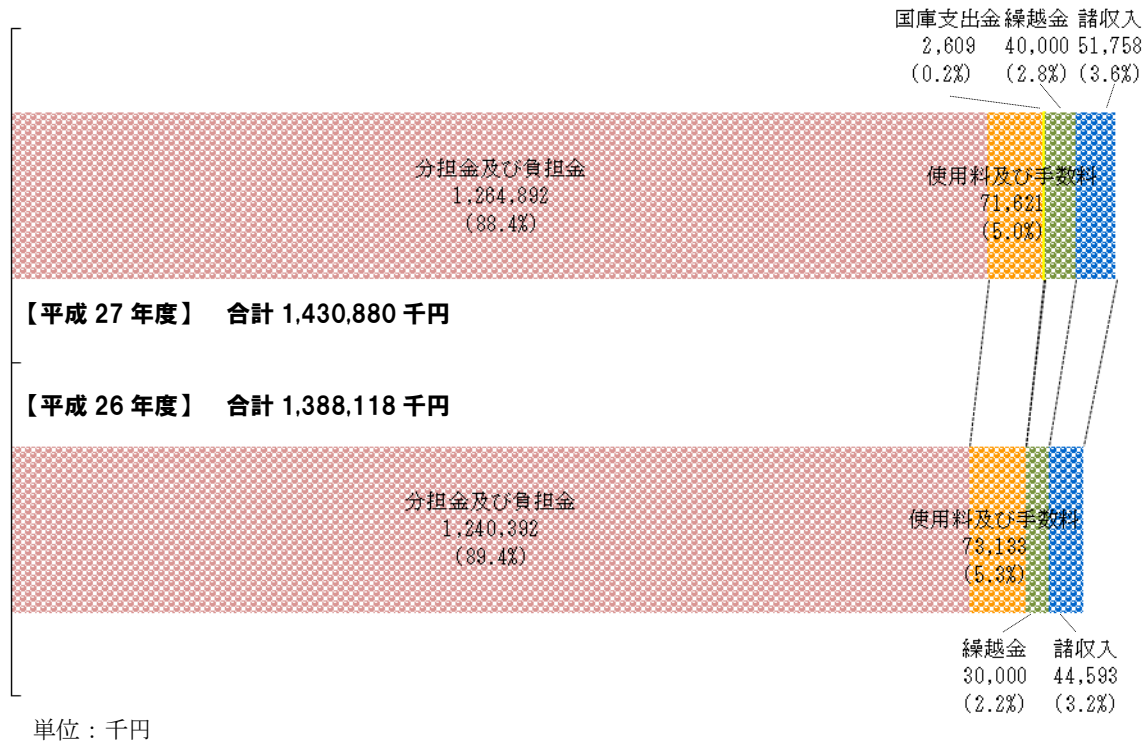 国庫支出金 繰越金 諸収入
2,609 40,000 51,758
(0.2%) (2.8%) (3.6%)
分担金及び負担金
1,264,892
(88.4%)
使用料及び手数料
71,621
(5.0%)
【平成 27 年度】 合計 1,430,880 千円
【平成 26 年度】 合計 1,388,118 千円
分担金及び負担金
1,240,392
(89.4%)
使用料及び手数料
73,133
(5.3%)
繰越金 諸収入
30,000 44,593
(2.2%) (3.2%)
単位：千円